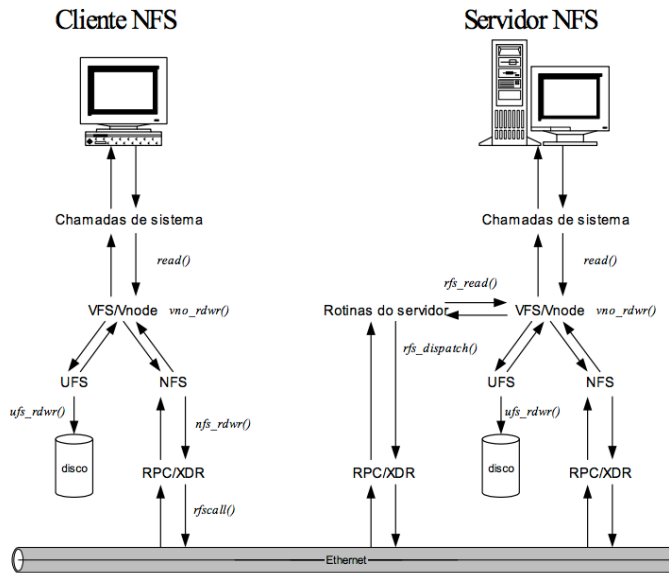 Cliente NFS
Servidor NFS
Chamadas de sistema
Chamadas de sistema
read()
read()
rfs_read()
VFS/Vnode
vno_rdwr()
Rotinas do servidor
VFS/Vnode
vno_rdwr()
rfs_dispatch()
UFS
NFS
UFS
NFS
ufs_rdwr()
nfs_rdwr()
ufs_rdwr()
disco
RPC/XDR
RPC/XDR
disco
RPC/XDR
rfscall()
Ethernet